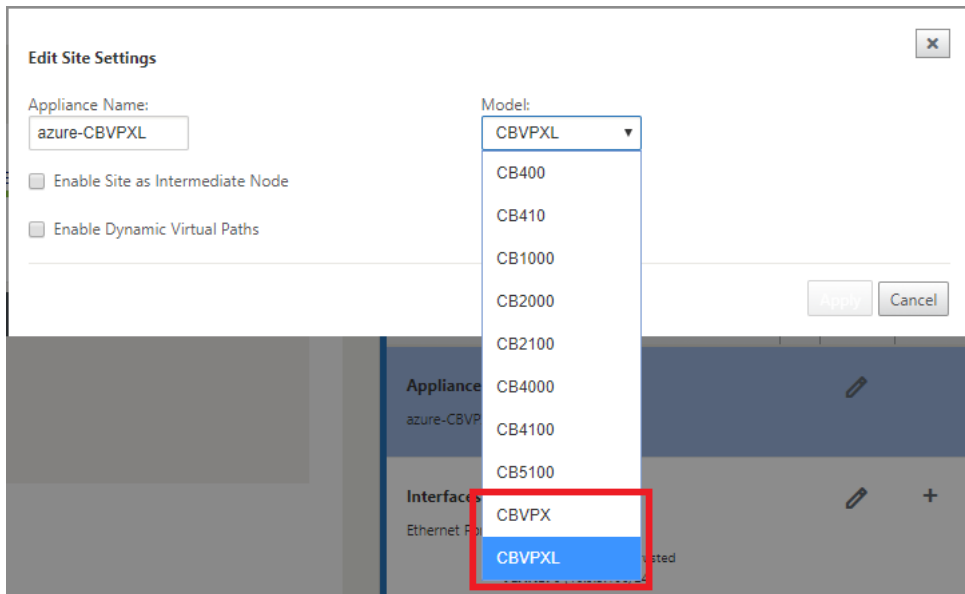 Edit Site Settings
Appliance Name:
Model:
azure-CBVPXL
CBVPXL
Enable Site as Intermediate Node
Enable Dynamic Virtual Paths
CB400
CB410
CB1000
CB2000
CB2100
CB4000
CB4100
CB5100
CBVPX
CBVPXL
Apply
Cancel
Appliance
azure-CBVP
Interfaces
Ethernet Po